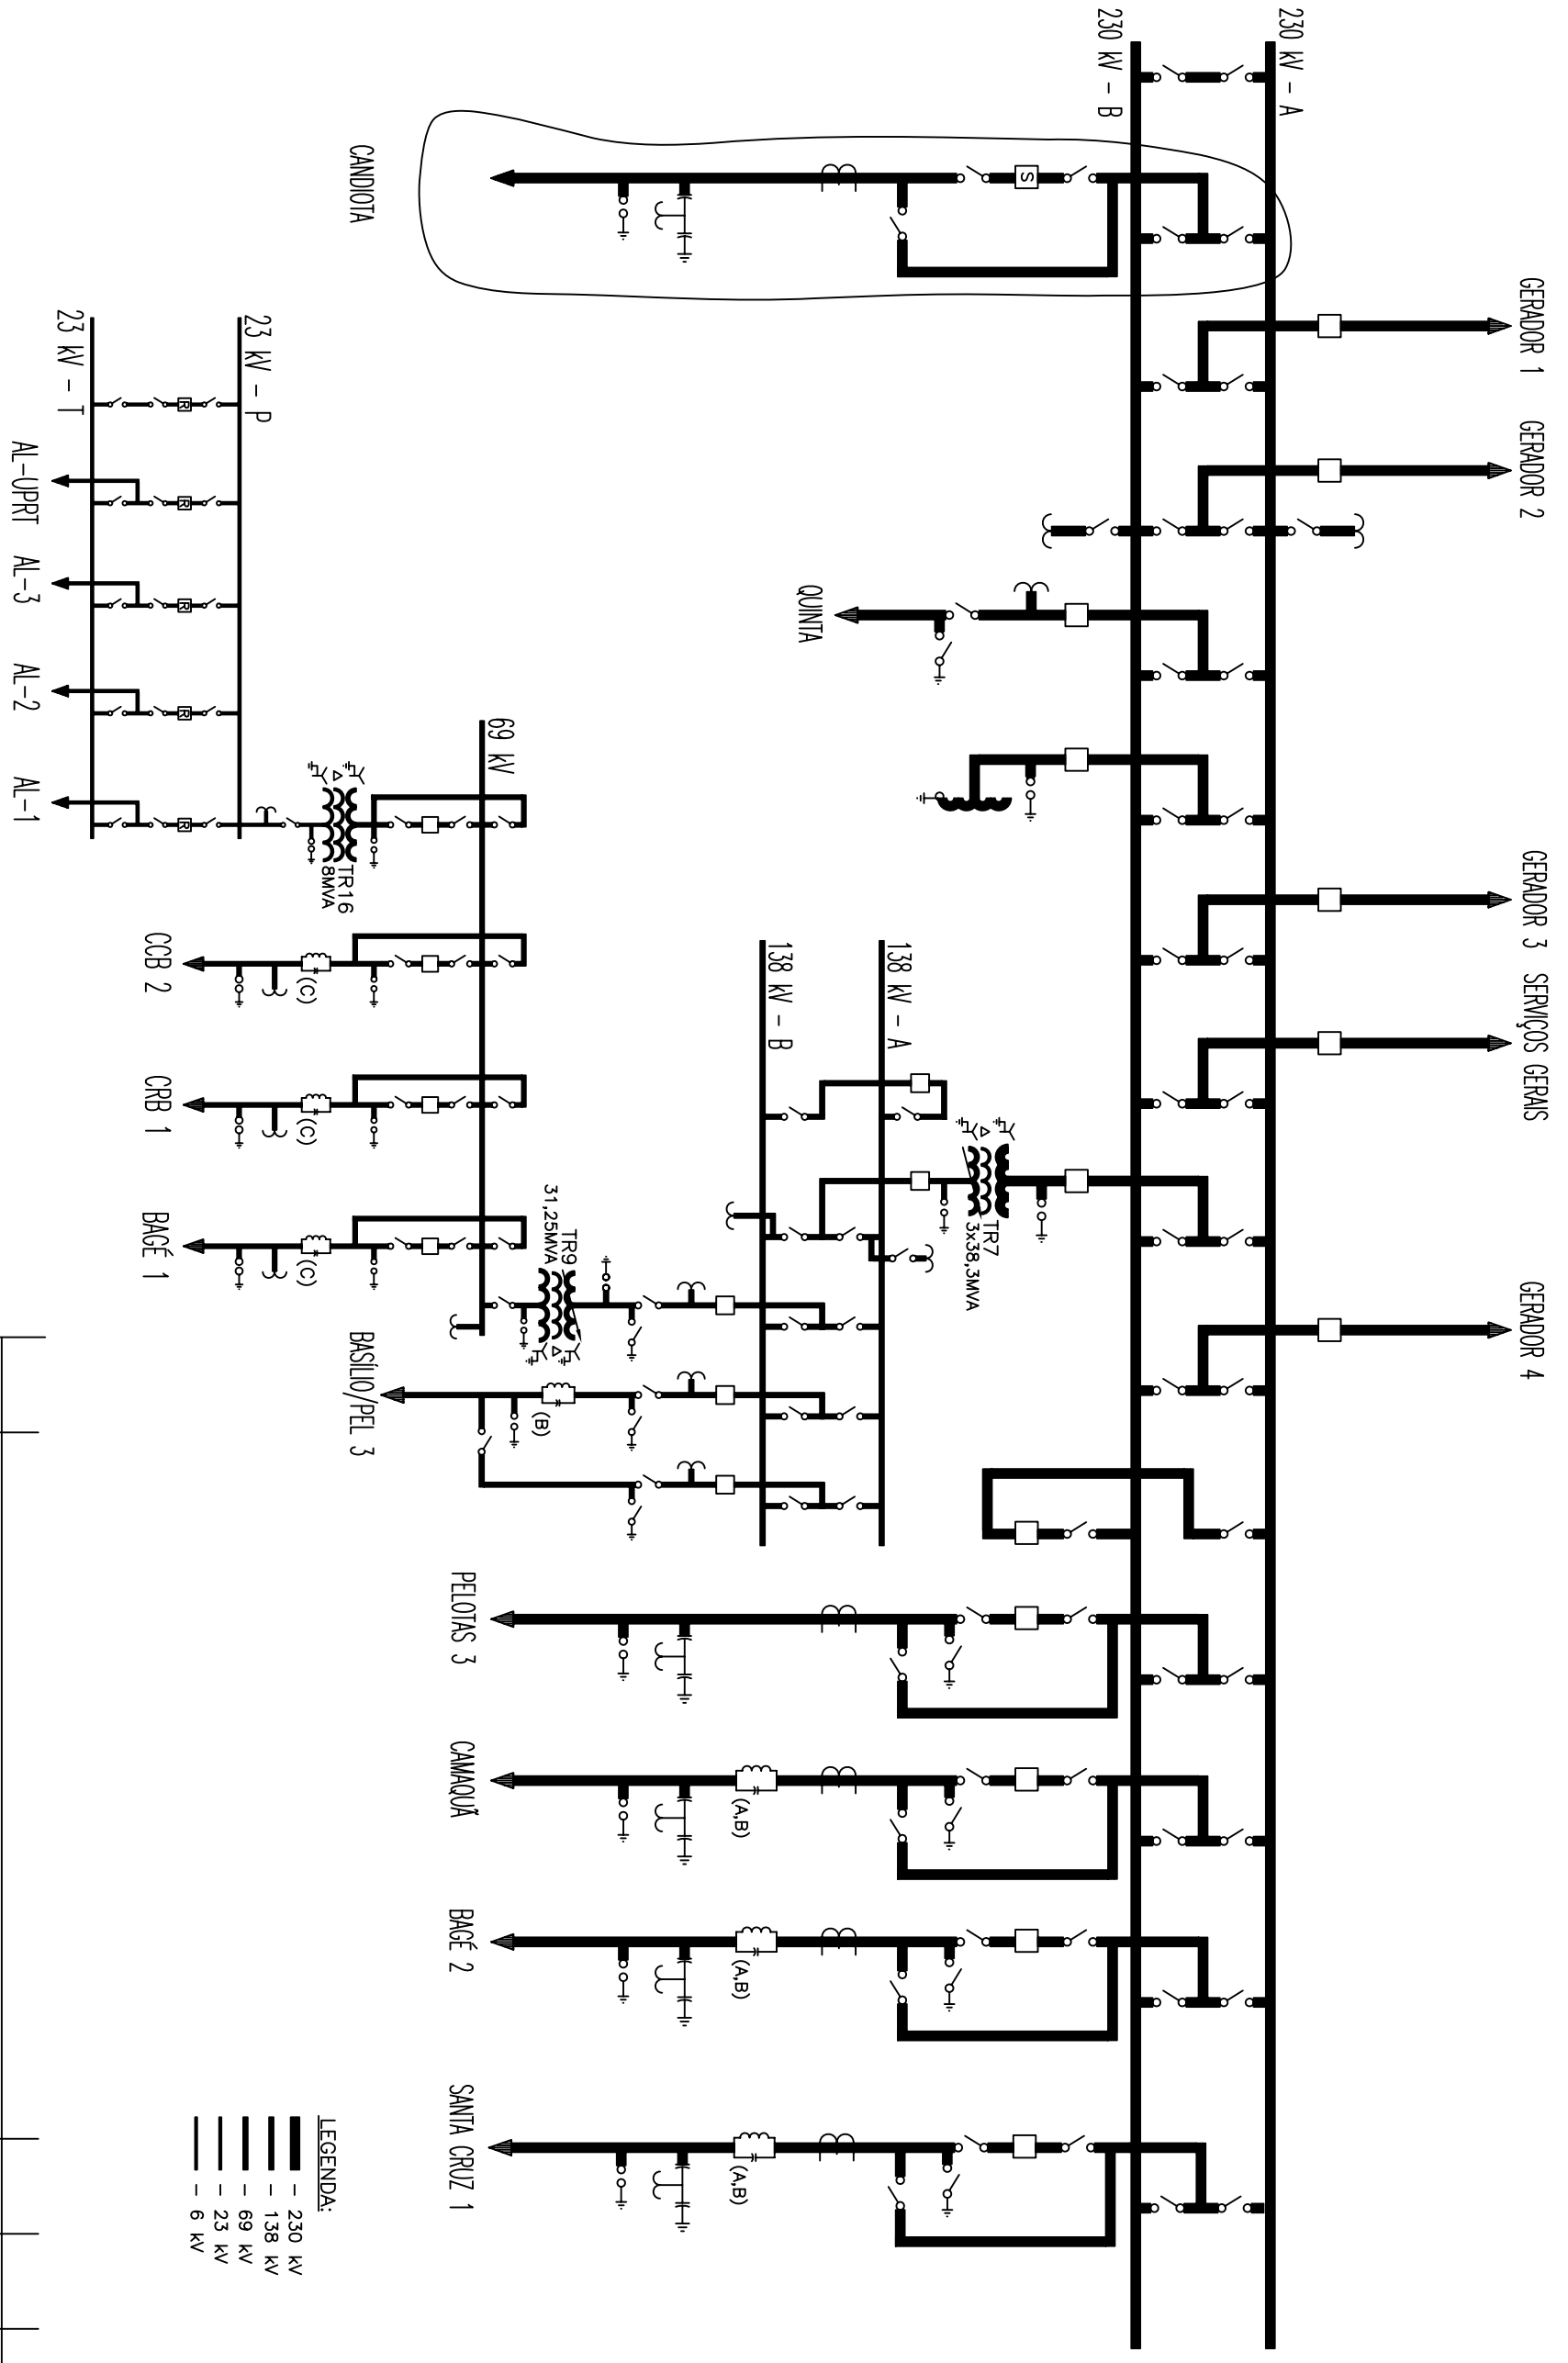 230 kV - A
230 kV - B
GERADOR 1
GERADOR 2
GERADOR 3
SERVIÇOS GERAIS
GERADOR 4
CANDIOTA
S
QUINTA
23 kV - P
23 kV - T
R
R
R
R
R
AL-UPRT
AL-3
AL-2
AL-1
69 kV
TR16
8MVA
CCB 2
(C)
CRB 1
(C)
BAGÉ 1
(C)
138 kV - A
138 kV - B
TR7
3x38,3MVA
TR9
31,25MVA
BASÍLIO/PEL 3
(B)
PELOTAS 3
CAMAQUÃ
(A,B)
BAGÉ 2
(A,B)
SANTA CRUZ 1
(A,B)
LEGENDA:
- 230 kV
- 138 kV
- 69 kV
- 23 kV
- 6 kV